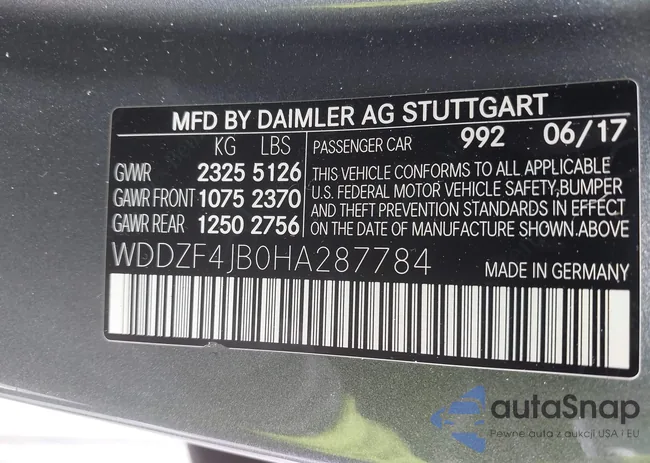 MFD BY DAIMLER AG STUTTGART
KG LBS
GVWR 2325 5126
GAWR FRONT 1075 2370
GAWR REAR 1250 2756
PASSENGER CAR 992 06/17
THIS VEHICLE CONFORMS TO ALL APPLICABLE
U.S. FEDERAL MOTOR VEHICLE SAFETY,BUMPER
AND THEFT PREVENTION STANDARDS IN EFFECT
ON THE DATE OF MANUFACTURE SHOWN.ABOVE
WDDZF4JB0HA287784 MADE IN GERMANY
autaSnap
Pewne auta z aukcji USA i EU